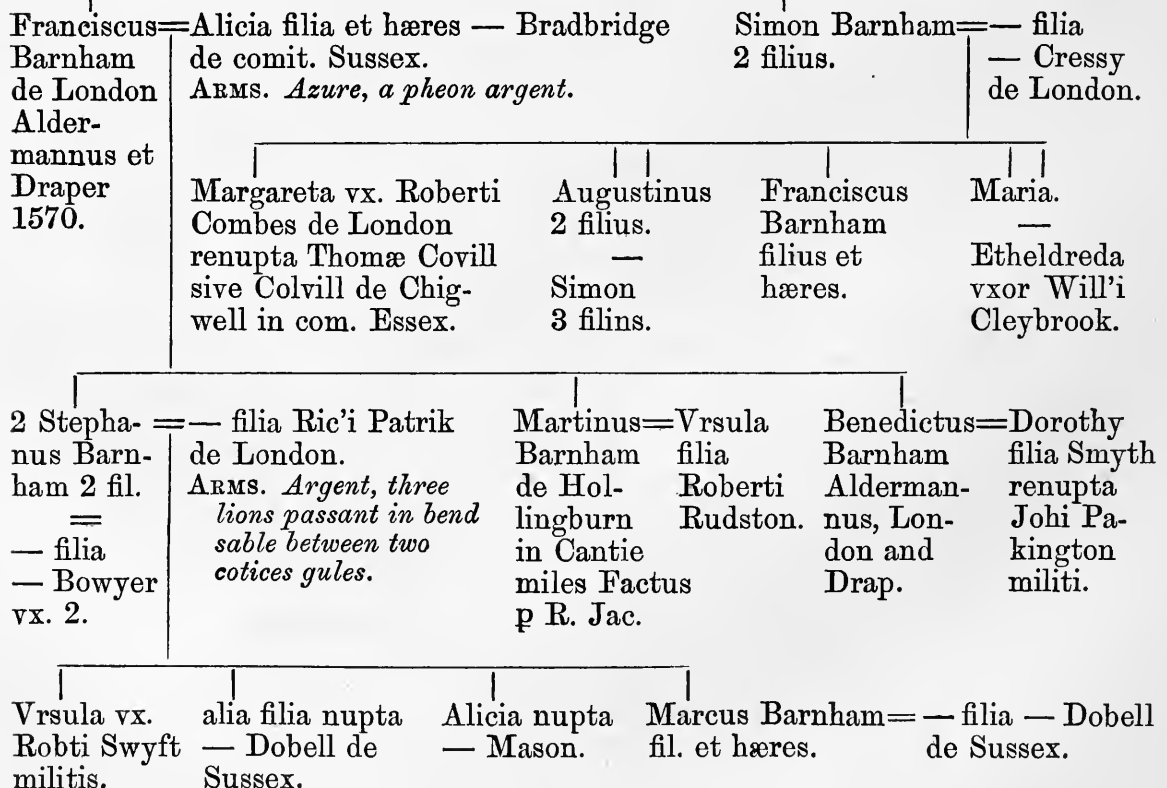 Franciscus=Alicia filia et hæres — Bradbridge
Barnham
de London
Alder-
mannus et
Draper
1570.
de comit. Sussex.
ARMS. Azure, a pheon argent.
Simon Barnham=— filia
2 filius.
— Cressy
de London.
Margareta vx. Roberti
Combes de London
renupta Thomæ Covill
sive Colvill de Chig-
well in com. Essex.
Augustinus
2 filius.
—
Simon
3 filins.
Franciscus
Barnham
filius et
hæres.
Maria.
—
Etheldreda
vxor Will'i
Cleybrook.
2 Stepha-
nus Barn-
ham 2 fil.
=
— filia
— Bowyer
vx. 2.
=— filia Ric'i Patrik
de London.
ARMS. Argent, three
lions passant in bend
sable between two
cotices gules.
Martinus=Vrsula
Barnham
de Hol-
lingburn
in Cantie
miles Factus
ꝑ R. Jac.
filia
Roberti
Rudston.
Benedictus=Dorothy
Barnham
Alderman-
nus, Lon-
don and
Drap.
filia Smyth
renupta
Johi Pa-
kington
militi.
Vrsula vx.
Robti Swyft
militis.
alia filia nupta
— Dobell de
Sussex.
Alicia nupta
— Mason.
Marcus Barnham=— filia — Dobell
fil. et hæres.
de Sussex.